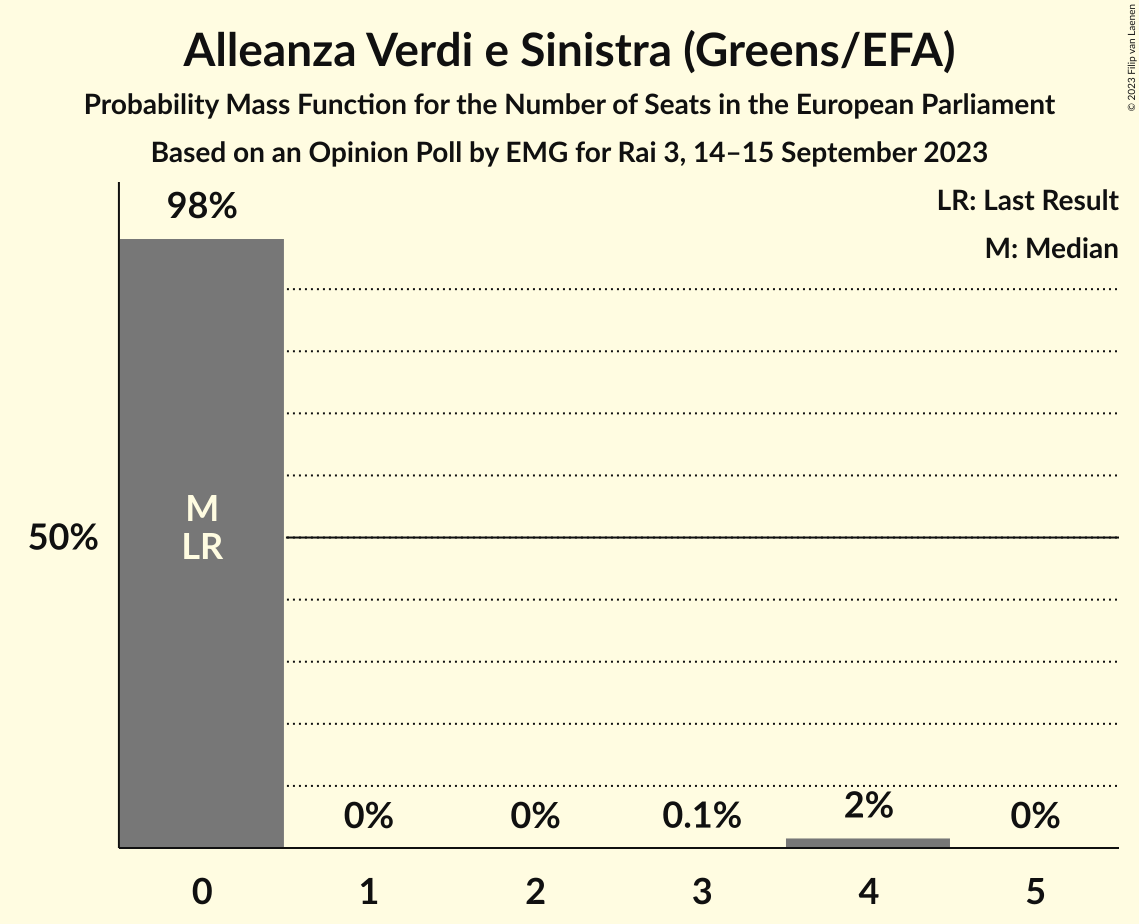 Alleanza Verdi e Sinistra (Greens/EFA)
Probability Mass Function for the Number of Seats in the European Parliament
Based on an Opinion Poll by EMG for Rai 3, 14–15 September 2023
© 2023 Filip van Laenen
LR: Last Result
M: Median
98%
M
LR
50%
0% 0% 0.1% 2% 0%
0 1 2 3 4 5